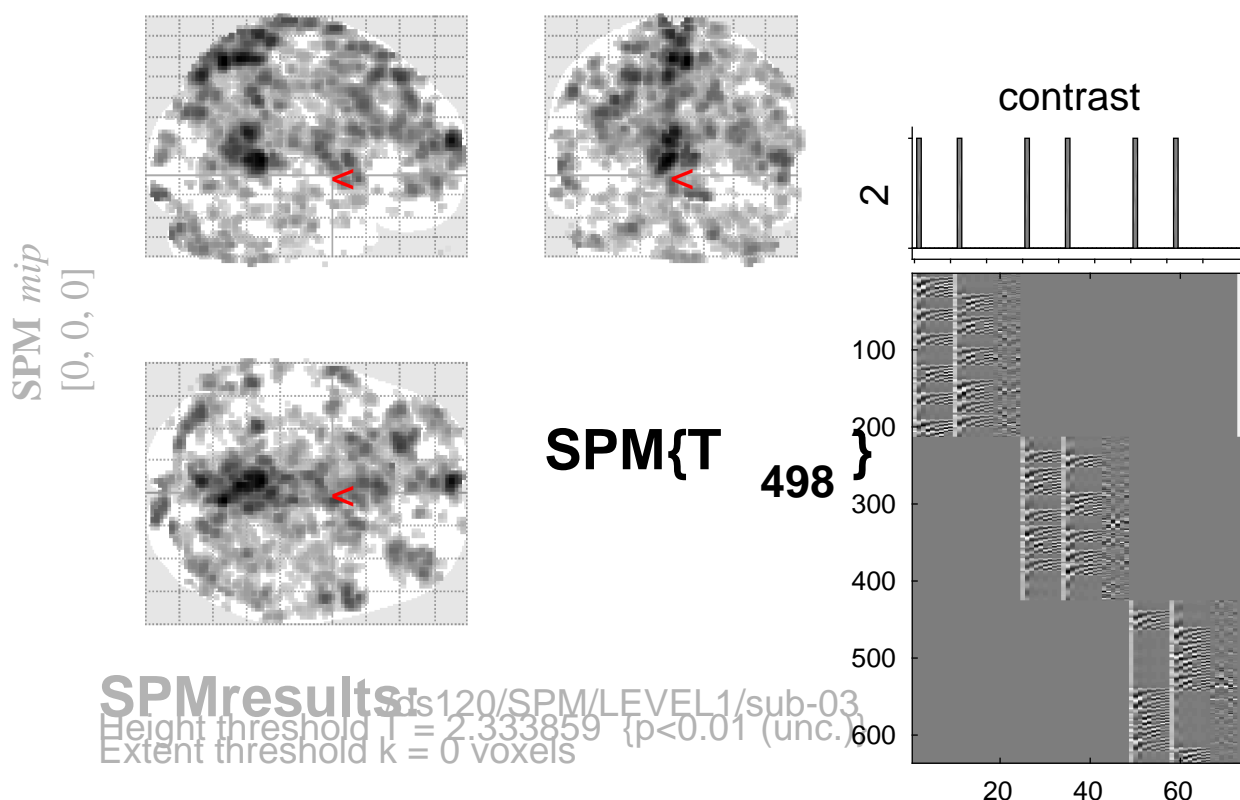 SPM mip
[0, 0, 0]
<
<
<
SPM{T498}
contrast
2
100
200
300
400
500
600
20 40 60
SPMresults: /ds120/SPM/LEVEL1/sub-03
Height threshold T = 2.333859 {p<0.01 (unc.)}
Extent threshold k = 0 voxels